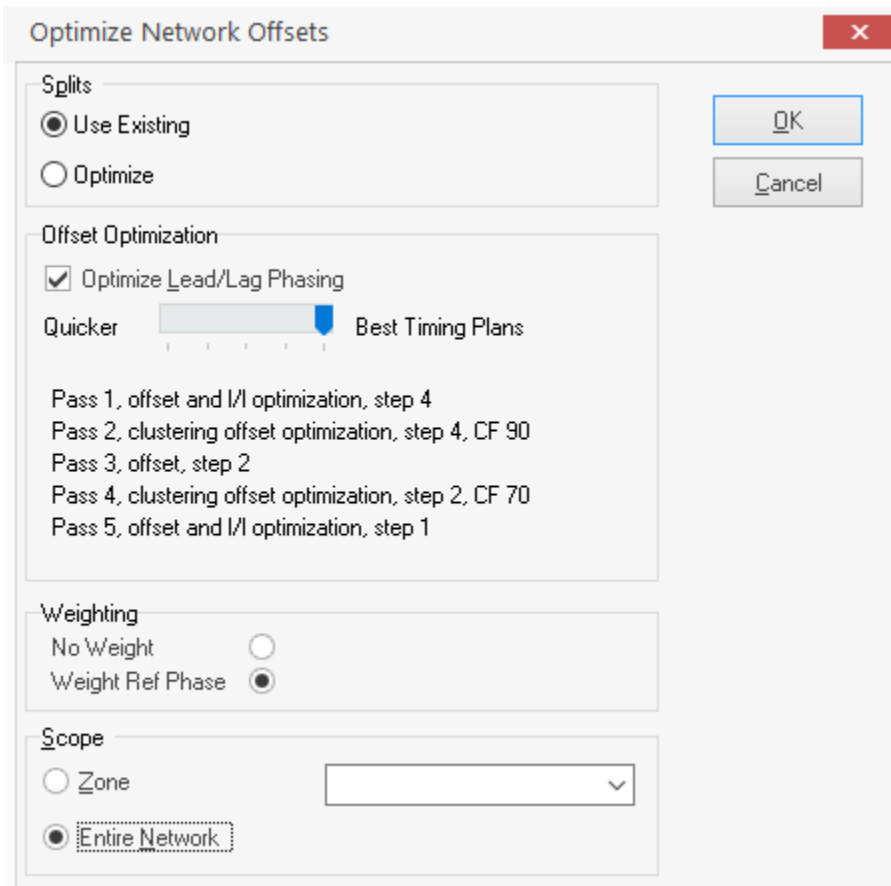 Optimize Network Offsets
Splits
Use Existing
Optimize
OK
Cancel
Offset Optimization
Optimize Lead/Lag Phasing
Quicker
Best Timing Plans
Pass 1, offset and I/I optimization, step 4
Pass 2, clustering offset optimization, step 4, CF 90
Pass 3, offset, step 2
Pass 4, clustering offset optimization, step 2, CF 70
Pass 5, offset and I/I optimization, step 1
Weighting
No Weight
Weight Ref Phase
Scope
Zone
Entire Network